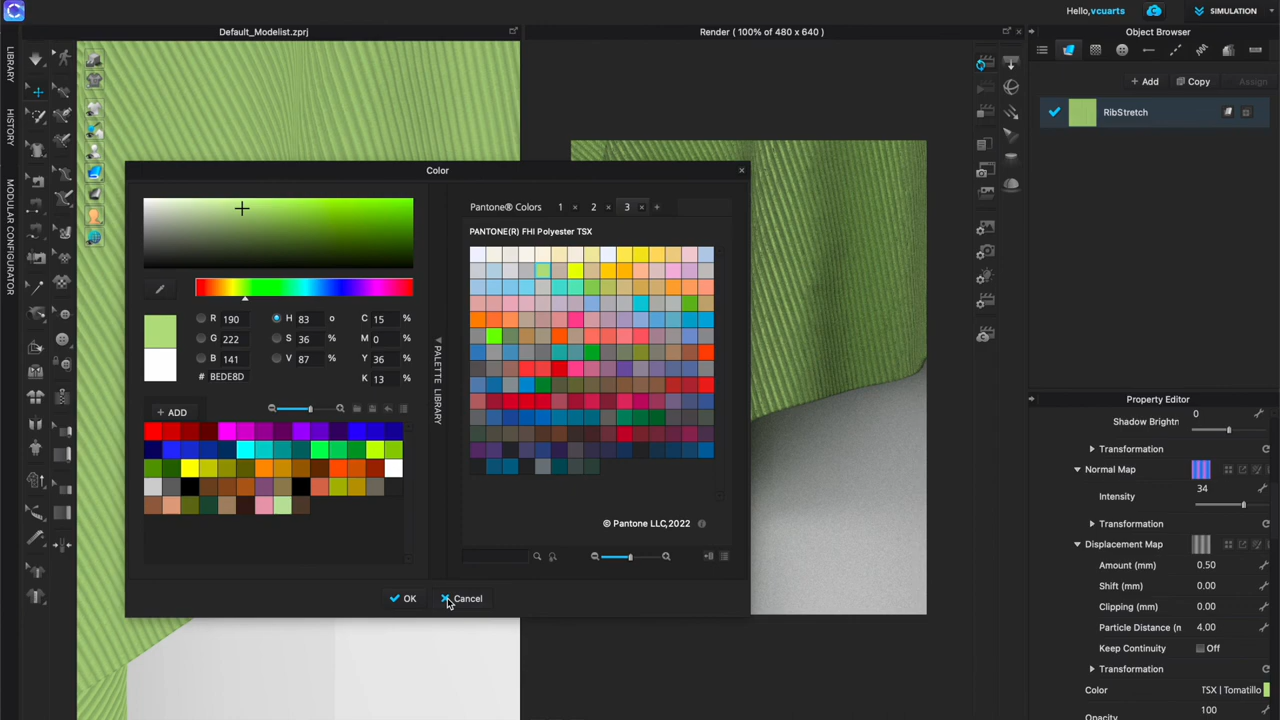 Hello,vcuarts
SIMULATION
Default_Modelist.zprj
Render ( 100% of 480 x 640 )
LIBRARY
HISTORY
MODULAR CONFIGURATOR
Object Browser
+ Add
Copy
Assign
RibStretch
Color
R 190
H 83 o
C 15 %
G 222
S 36 %
M 0 %
B 141
V 87 %
Y 36 %
# BEDE8D
K 13 %
+ ADD
PALETTE LIBRARY
Pantone® Colors 1 × 2 × 3 × +
PANTONE(R) FHI Polyester TSX
© Pantone LLC,2022
OK
Cancel
Property Editor
0
Shadow Brightn
Transformation
Normal Map
34
Intensity
Transformation
Displacement Map
Amount (mm) 0.50
Shift (mm) 0.00
Clipping (mm) 0.00
Particle Distance (n 4.00
Keep Continuity Off
Transformation
Color TSX | Tomatillo
100
Opacity